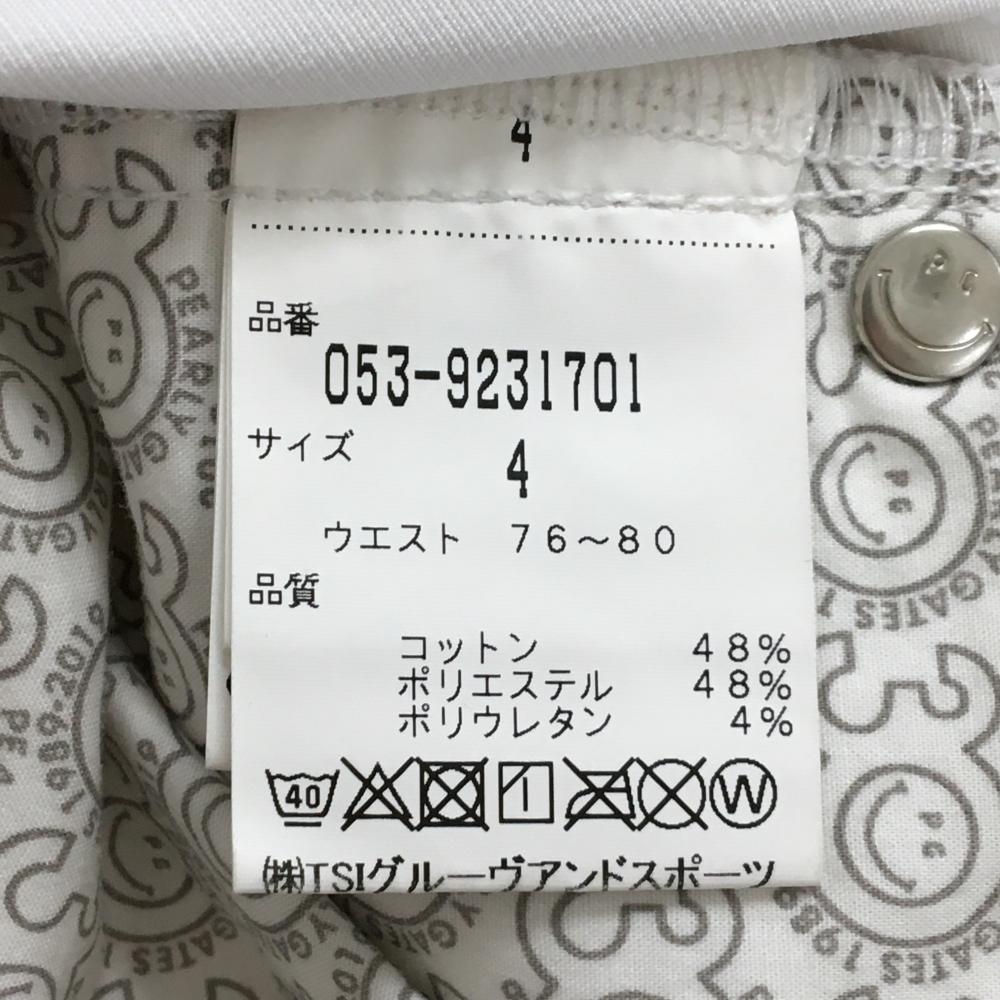 4
品番
053-9231701
サイズ
4
ウエスト 76～80
品質
コットン 48%
ポリエステル 48%
ポリウレタン 4%
40
W
㈱TSIグルーヴアンドスポーツ
PEARLY GATES
PEARLY GATES
1989-2019
GATES
1989